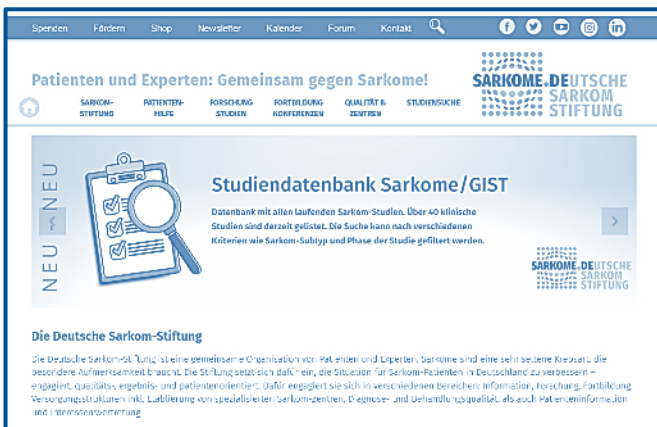 Spenden Fördern Shop Newsletter Kalender Forum Kontakt
Patienten und Experten: Gemeinsam gegen Sarkome!
SARKOME.DEUTSCHE
SARKOM
STIFTUNG
SARKOM-
STIFTUNG
PATIENTEN-
HILFE
FORSCHUNG
STUDIEN
FORTBILDUNG
KONFERENZEN
QUALITÄT &
ZENTREN
STUDIENSUCHE
NEU NEU
Studiendatenbank Sarkome/GIST
Datenbank mit allen laufenden Sarkom-Studien. Über 40 klinische
Studien sind derzeit gelistet. Die Suche kann nach verschiedenen
Kriterien wie Sarkom-Subtyp und Phase der Studie gefiltert werden.
SARKOME.DEUTSCHE
SARKOM
STIFTUNG
Die Deutsche Sarkom-Stiftung
Die Deutsche Sarkom-Stiftung ist eine gemeinsame Organisation von Patienten und Experten. Sarkome sind eine sehr seltene Krebsart, die
besondere Aufmerksamkeit braucht. Die Stiftung setzt sich dafür ein, die Situation für Sarkom-Patienten in Deutschland zu verbessern –
engagiert, qualitäts-, ergebnis- und patientenorientiert. Dafür engagiert sie sich in verschiedenen Bereichen: Information, Forschung, Fortbildung,
Versorgungsstrukturen inkl. Etablierung von spezialisierten Sarkom-Zentren, Diagnose- und Behandlungsqualität, als auch Patienteninformation
und Interessenvertretung